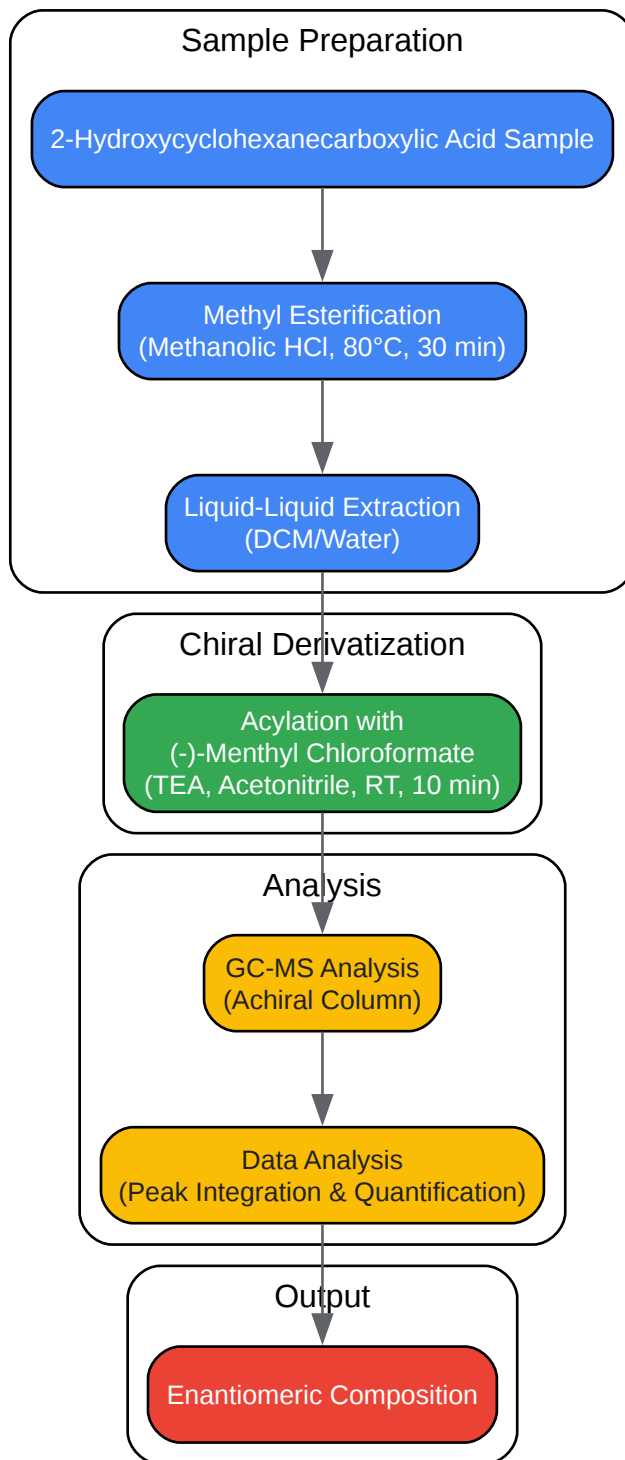 Sample Preparation
2-Hydroxycyclohexanecarboxylic Acid Sample
Methyl Esterification
(Methanolic HCl, 80°C, 30 min)
Liquid-Liquid Extraction
(DCM/Water)
Chiral Derivatization
Acylation with
(-)-Menthyl Chloroformate
(TEA, Acetonitrile, RT, 10 min)
Analysis
GC-MS Analysis
(Achiral Column)
Data Analysis
(Peak Integration & Quantification)
Output
Enantiomeric Composition